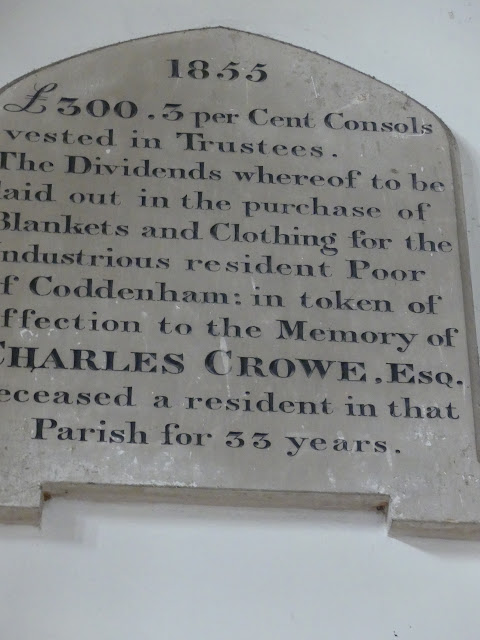 1855
£300.3 per Cent Consols
vested in Trustees.
The Dividends whereof to be
laid out in the purchase of
Blankets and Clothing for the
industrious resident Poor
of Coddenham: in token of
affection to the Memory of
CHARLES CROWE, ESQ.
deceased a resident in that
Parish for 33 years.